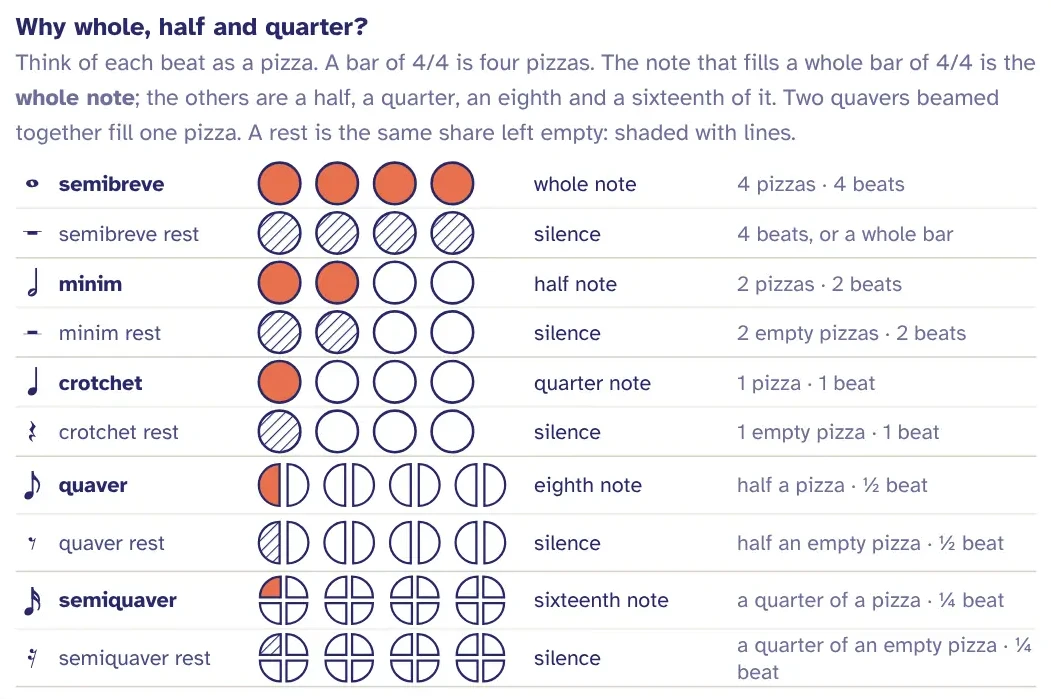 Why whole, half and quarter?
Think of each beat as a pizza. A bar of 4/4 is four pizzas. The note that fills a whole bar of 4/4 is the
whole note; the others are a half, a quarter, an eighth and a sixteenth of it. Two quavers beamed
together fill one pizza. A rest is the same share left empty: shaded with lines.
semibreve whole note 4 pizzas · 4 beats
semibreve rest silence 4 beats, or a whole bar
minim half note 2 pizzas · 2 beats
minim rest silence 2 empty pizzas · 2 beats
crotchet quarter note 1 pizza · 1 beat
crotchet rest silence 1 empty pizza · 1 beat
quaver eighth note half a pizza · ½ beat
quaver rest silence half an empty pizza · ½ beat
semiquaver sixteenth note a quarter of a pizza · ¼ beat
semiquaver rest silence a quarter of an empty pizza · ¼
beat